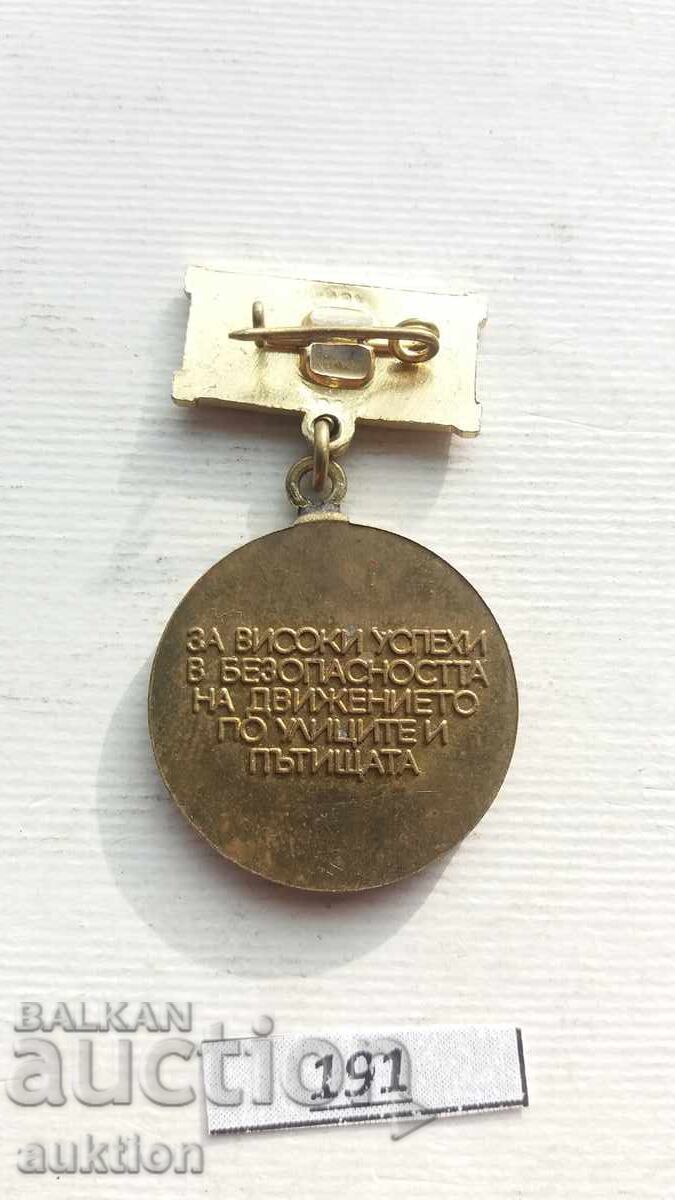 ЗА ВИСОКИ УСПЕХИ
В БЕЗОПАСНОСТТА
НА ДВИЖЕНИЕТО
ПО УЛИЦИТЕ И
ПЪТИЩАТА
BALKAN
auction
191
auktion